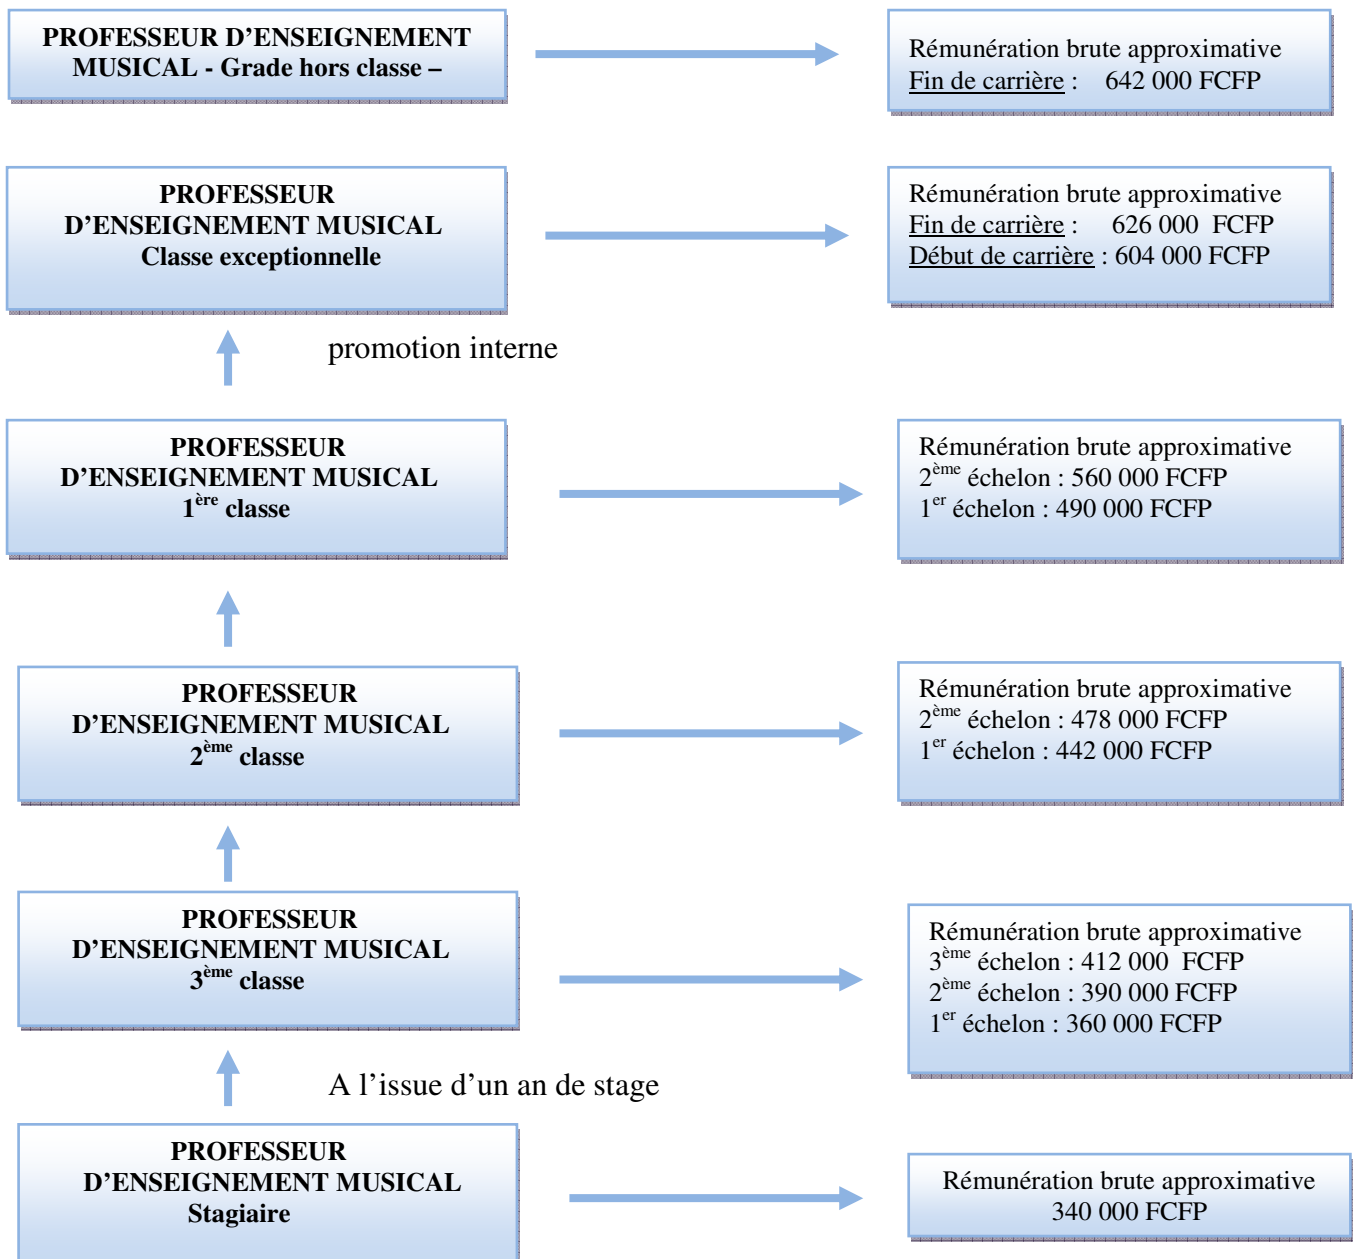 PROFESSEUR D’ENSEIGNEMENT
MUSICAL - Grade hors classe –
Rémunération brute approximative
Fin de carrière : 642 000 FCFP
PROFESSEUR
D’ENSEIGNEMENT MUSICAL
Classe exceptionnelle
Rémunération brute approximative
Fin de carrière : 626 000 FCFP
Début de carrière : 604 000 FCFP
promotion interne
PROFESSEUR
D’ENSEIGNEMENT MUSICAL
1ère classe
Rémunération brute approximative
2ème échelon : 560 000 FCFP
1er échelon : 490 000 FCFP
PROFESSEUR
D’ENSEIGNEMENT MUSICAL
2ème classe
Rémunération brute approximative
2ème échelon : 478 000 FCFP
1er échelon : 442 000 FCFP
PROFESSEUR
D’ENSEIGNEMENT MUSICAL
3ème classe
Rémunération brute approximative
3ème échelon : 412 000 FCFP
2ème échelon : 390 000 FCFP
1er échelon : 360 000 FCFP
A l’issue d’un an de stage
PROFESSEUR
D’ENSEIGNEMENT MUSICAL
Stagiaire
Rémunération brute approximative
340 000 FCFP